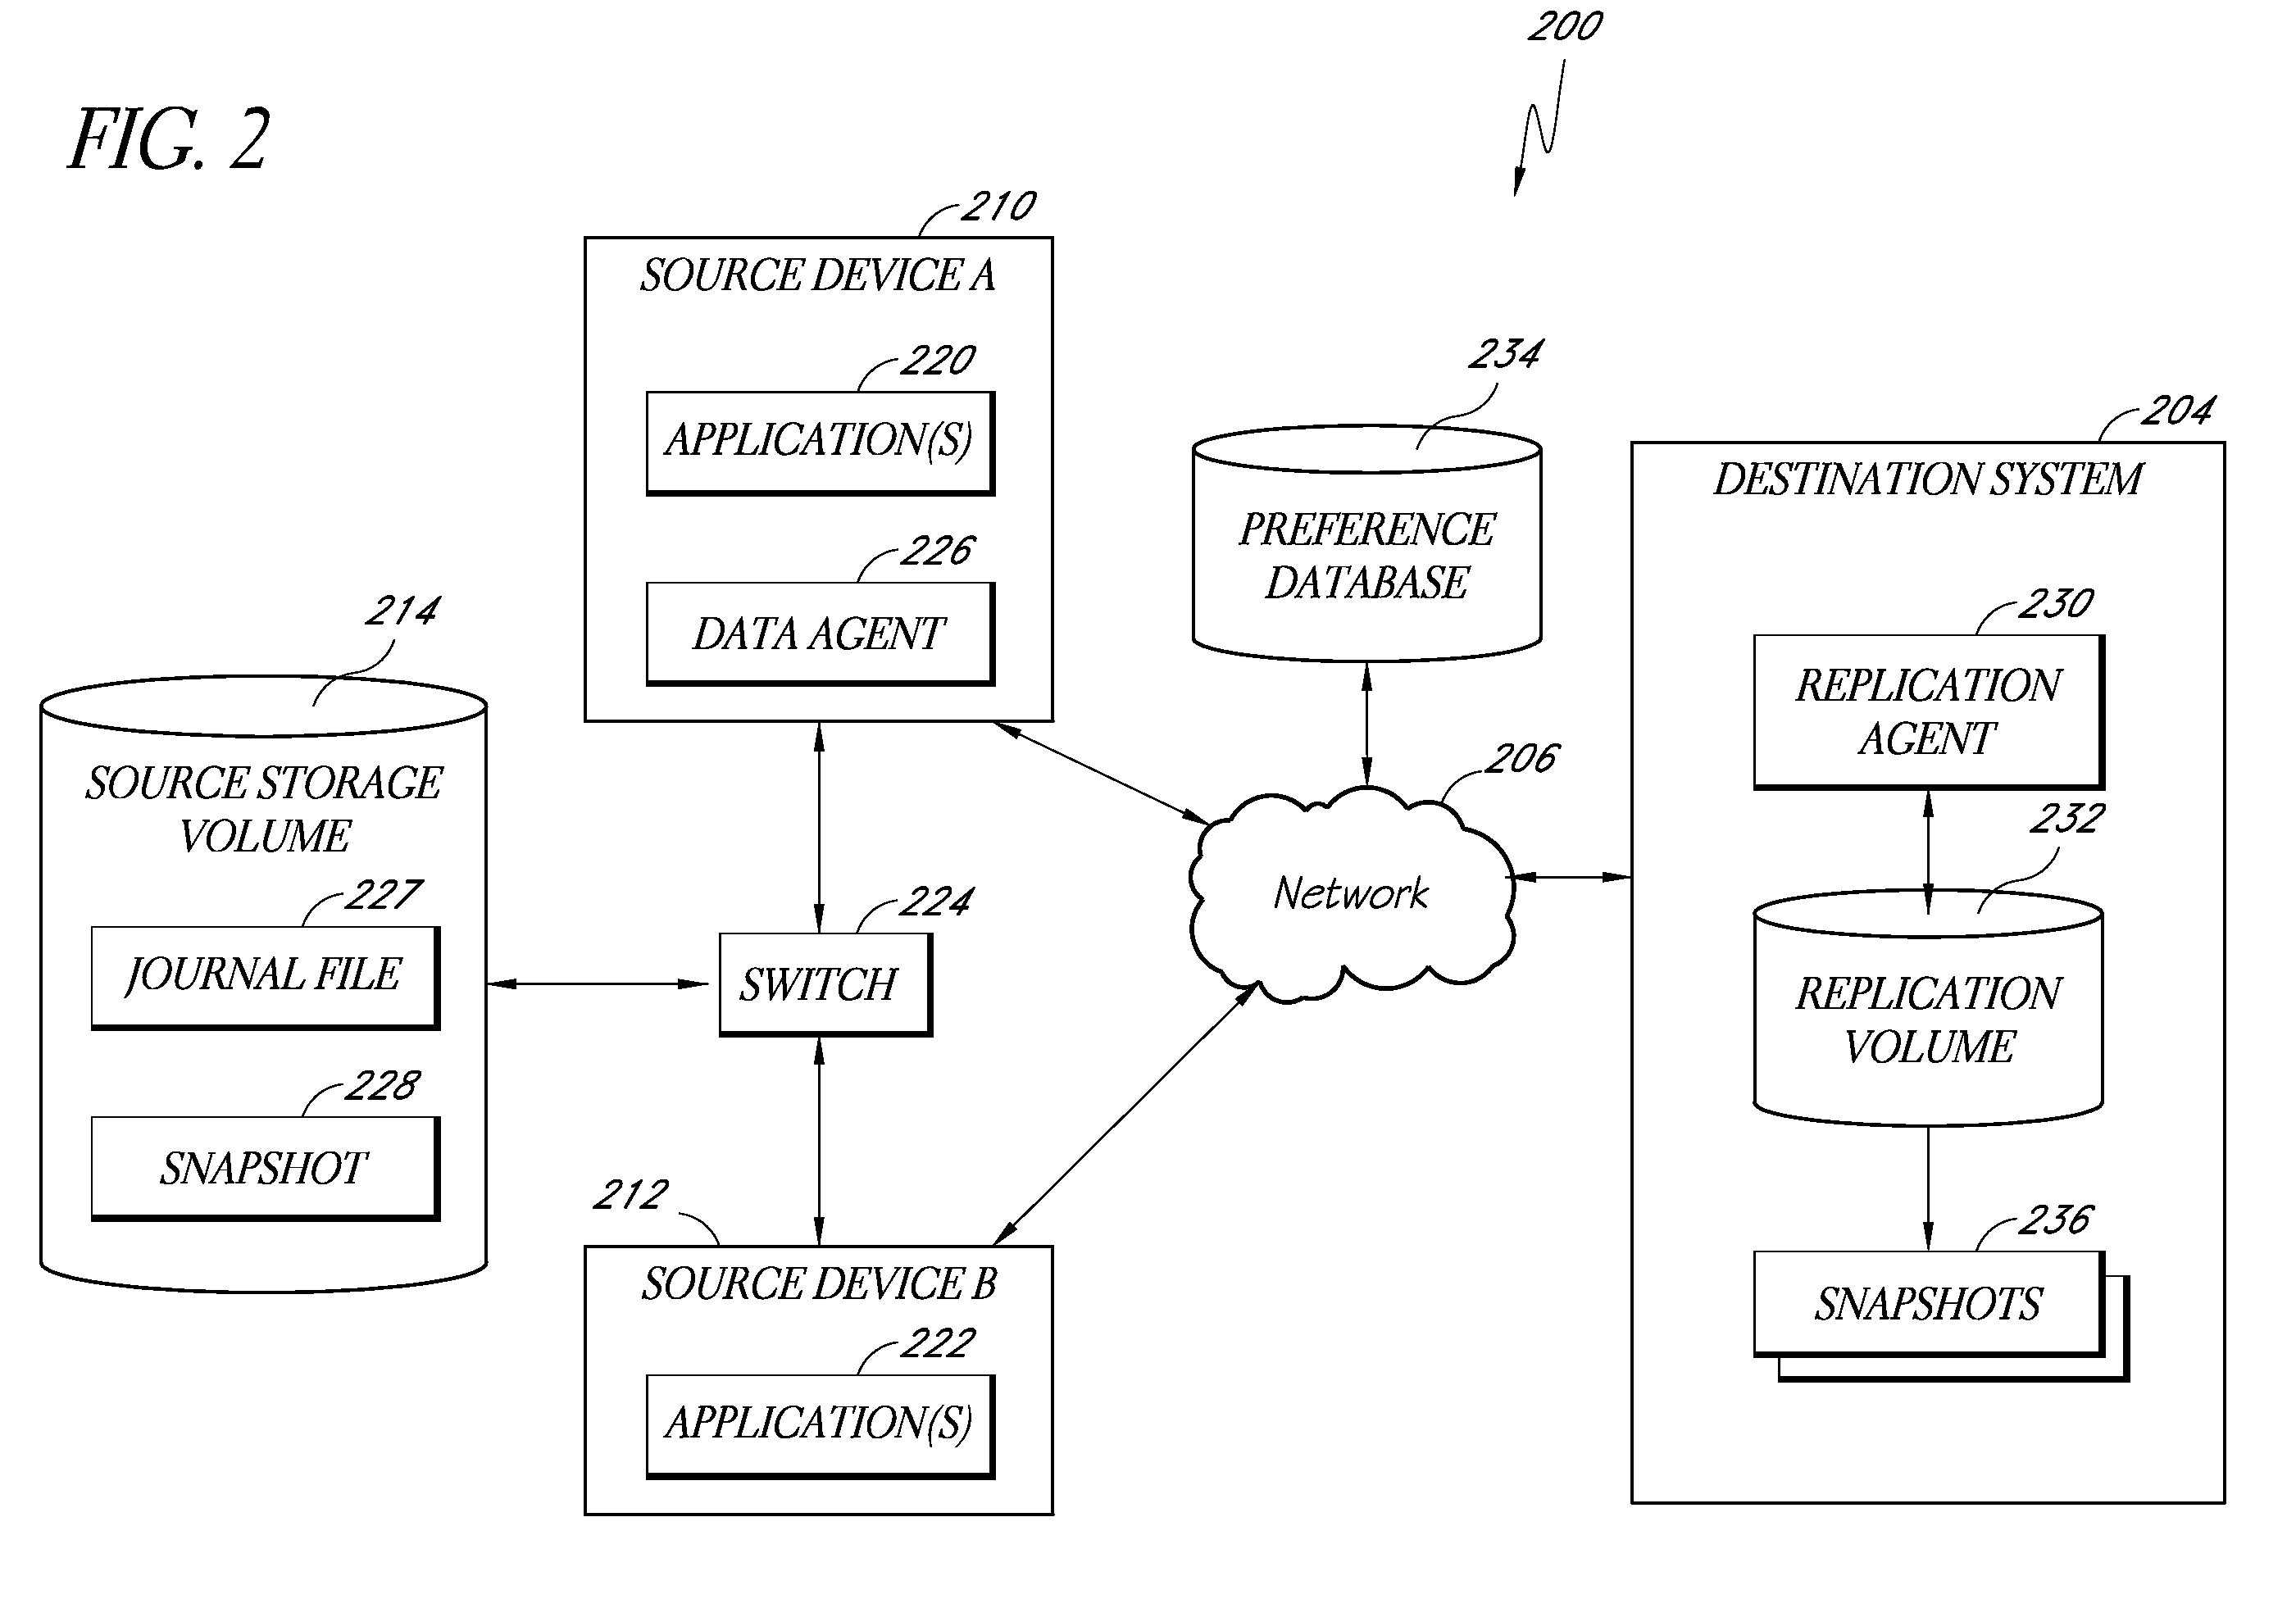 200
FIG. 2
210
SOURCE DEVICE A
220
APPLICATION(S)
226
DATA AGENT
234
PREFERENCE
DATABASE
204
DESTINATION SYSTEM
230
REPLICATION
AGENT
232
REPLICATION
VOLUME
236
SNAPSHOTS
214
SOURCE STORAGE
VOLUME
227
JOURNAL FILE
228
SNAPSHOT
224
SWITCH
206
Network
212
SOURCE DEVICE B
222
APPLICATION(S)